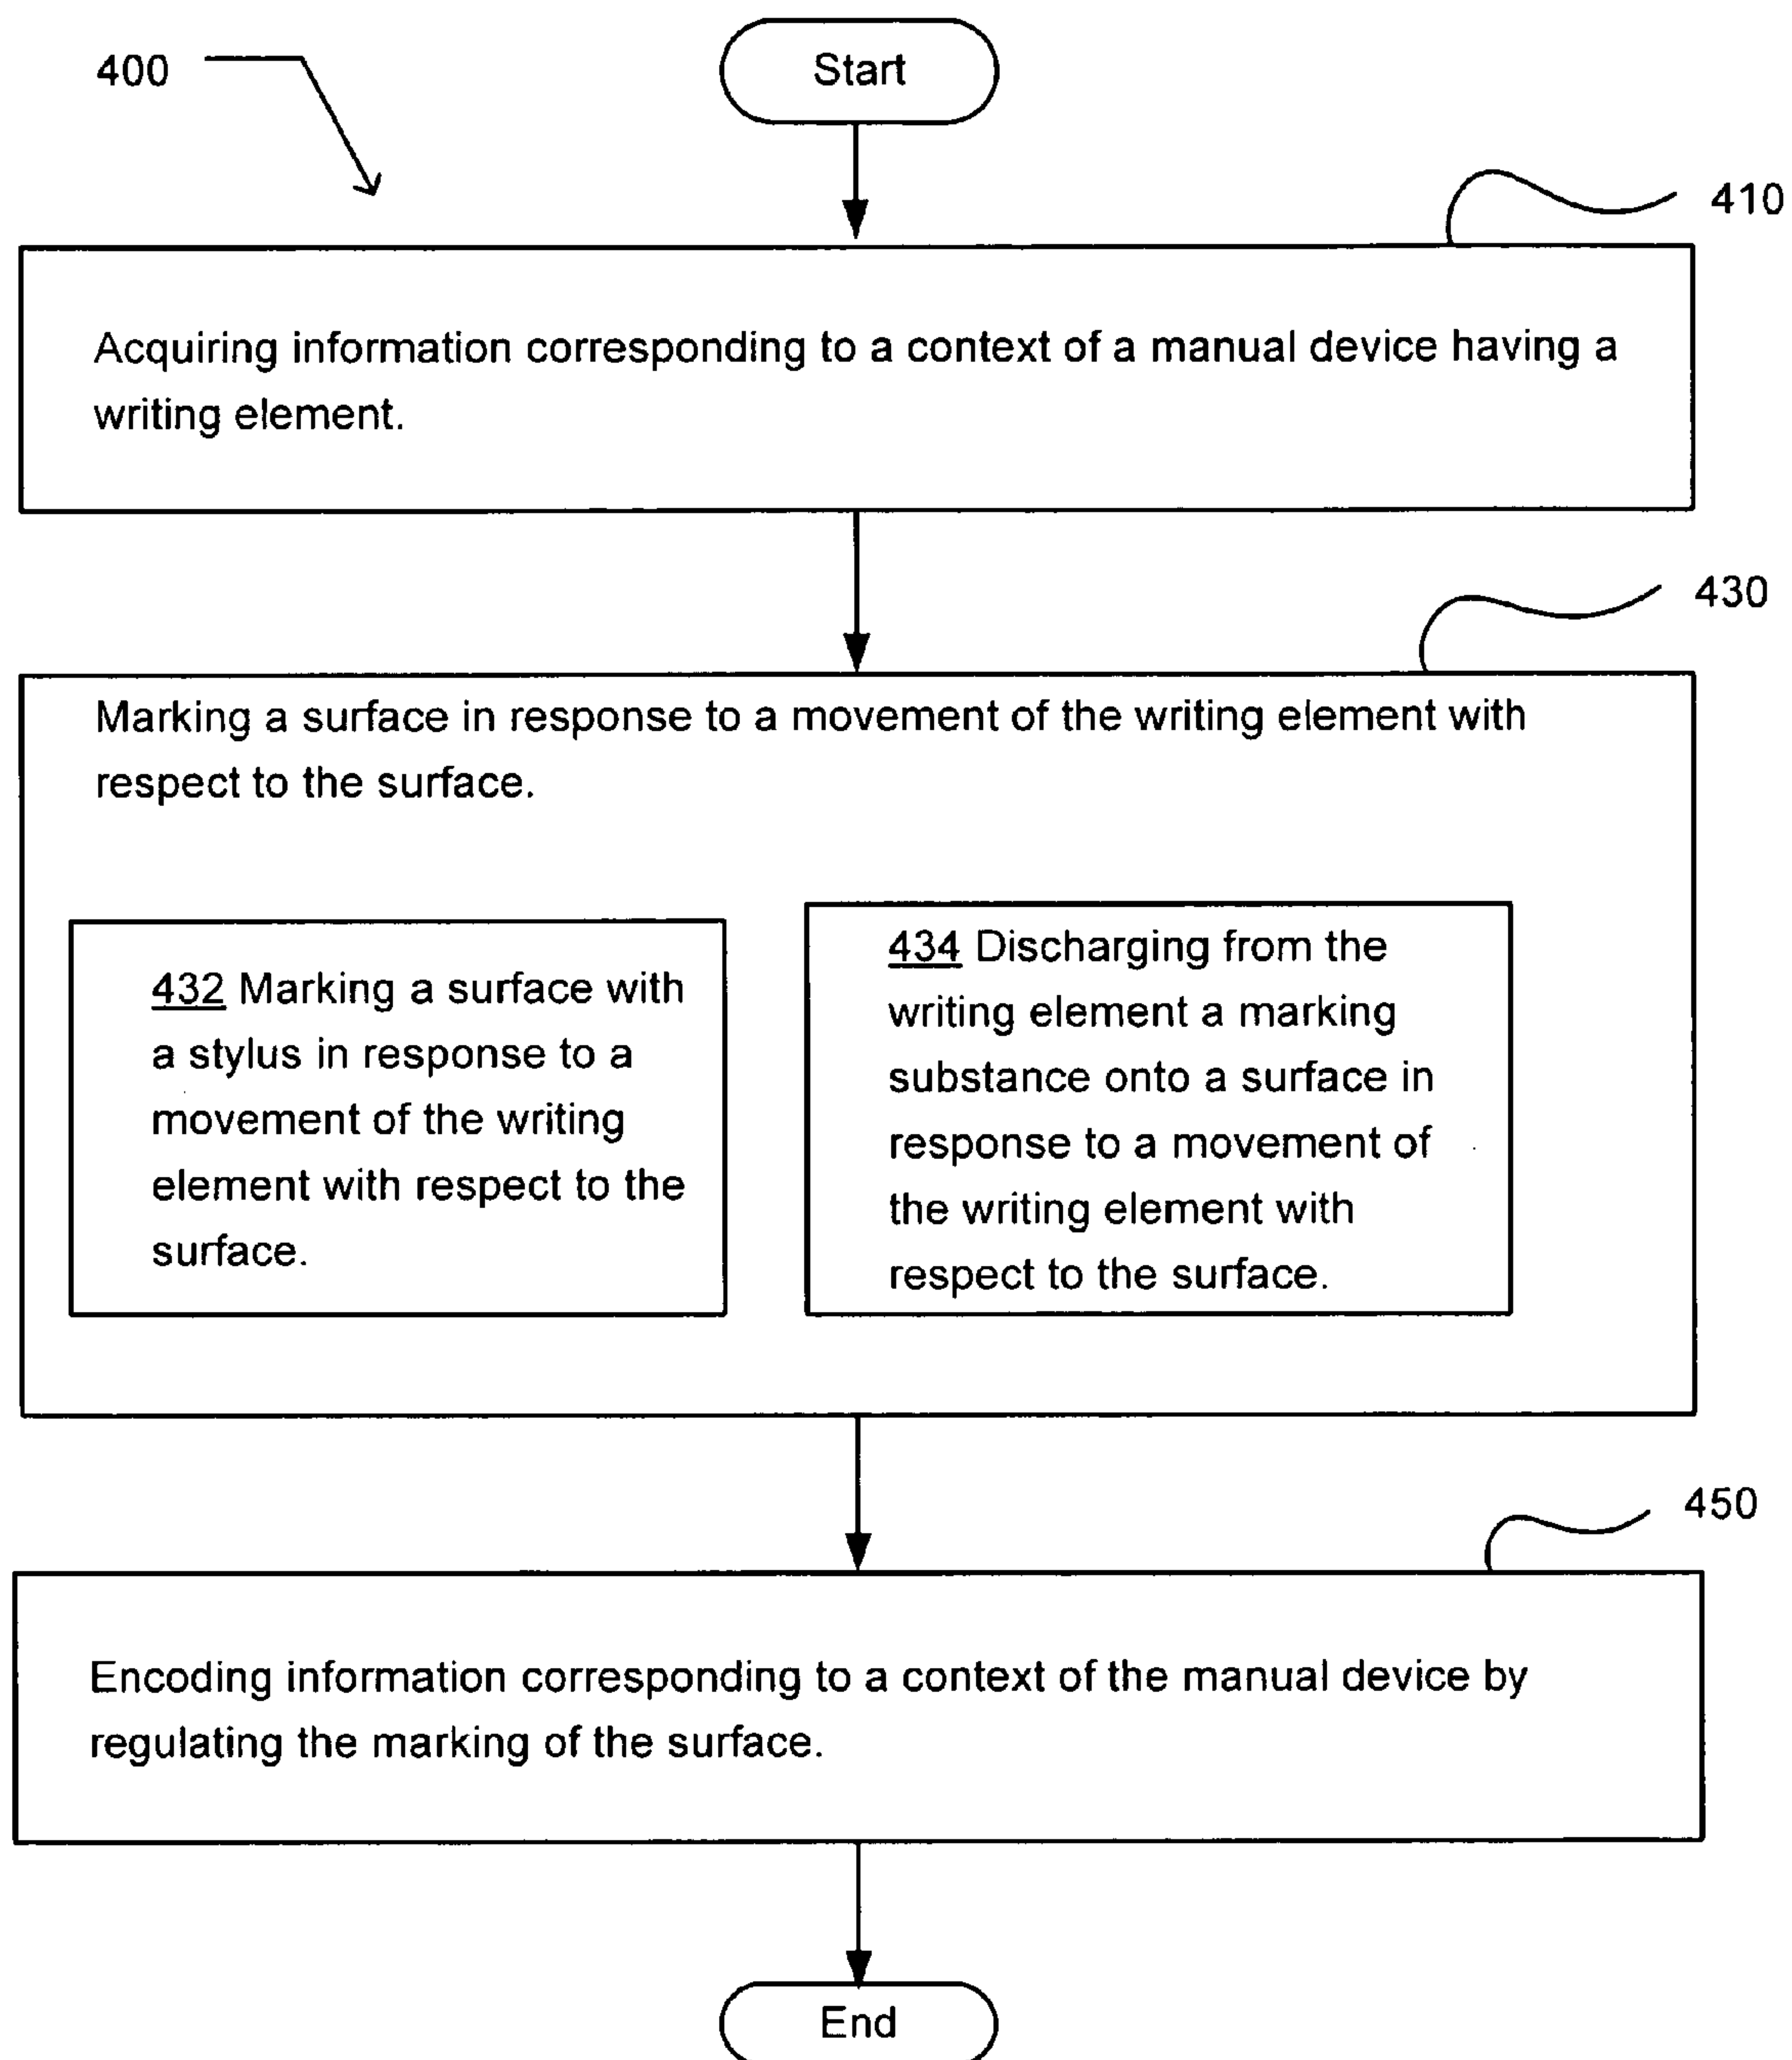 400
Start
410
Acquiring information corresponding to a context of a manual device having a
writing element.
430
Marking a surface in response to a movement of the writing element with
respect to the surface.
432 Marking a surface with
a stylus in response to a
movement of the writing
element with respect to the
surface.
434 Discharging from the
writing element a marking
substance onto a surface in
response to a movement of
the writing element with
respect to the surface.
450
Encoding information corresponding to a context of the manual device by
regulating the marking of the surface.
End